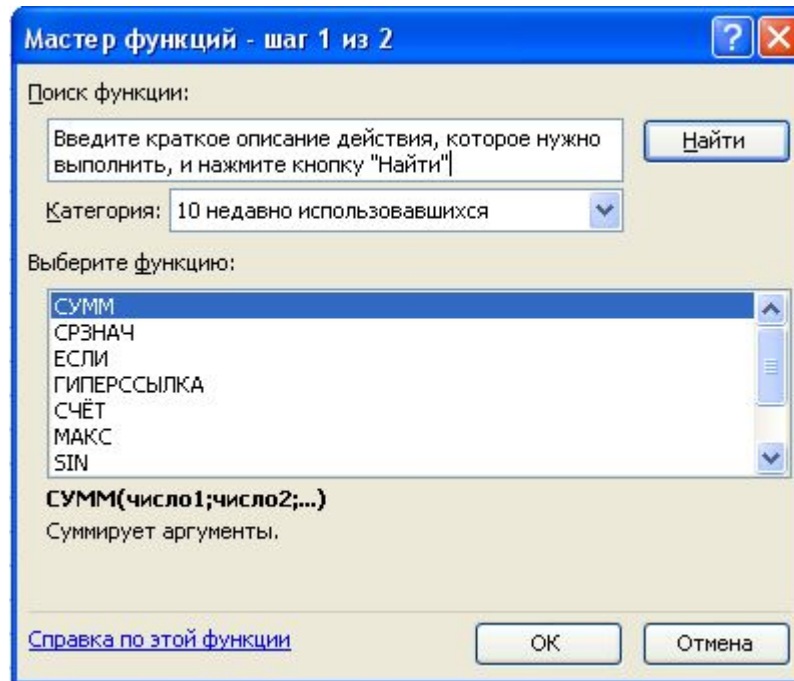 Мастер функций - шаг 1 из 2
Поиск функции:
Введите краткое описание действия, которое нужно
выполнить, и нажмите кнопку "Найти"
Найти
Категория: 10 недавно использовавшихся
Выберите функцию:
СУММ
СРЗНАЧ
ЕСЛИ
ГИПЕРССЫЛКА
СЧЁТ
МАКС
SIN
СУММ(число1;число2;...)
Суммирует аргументы.
Справка по этой функции
ОК
Отмена